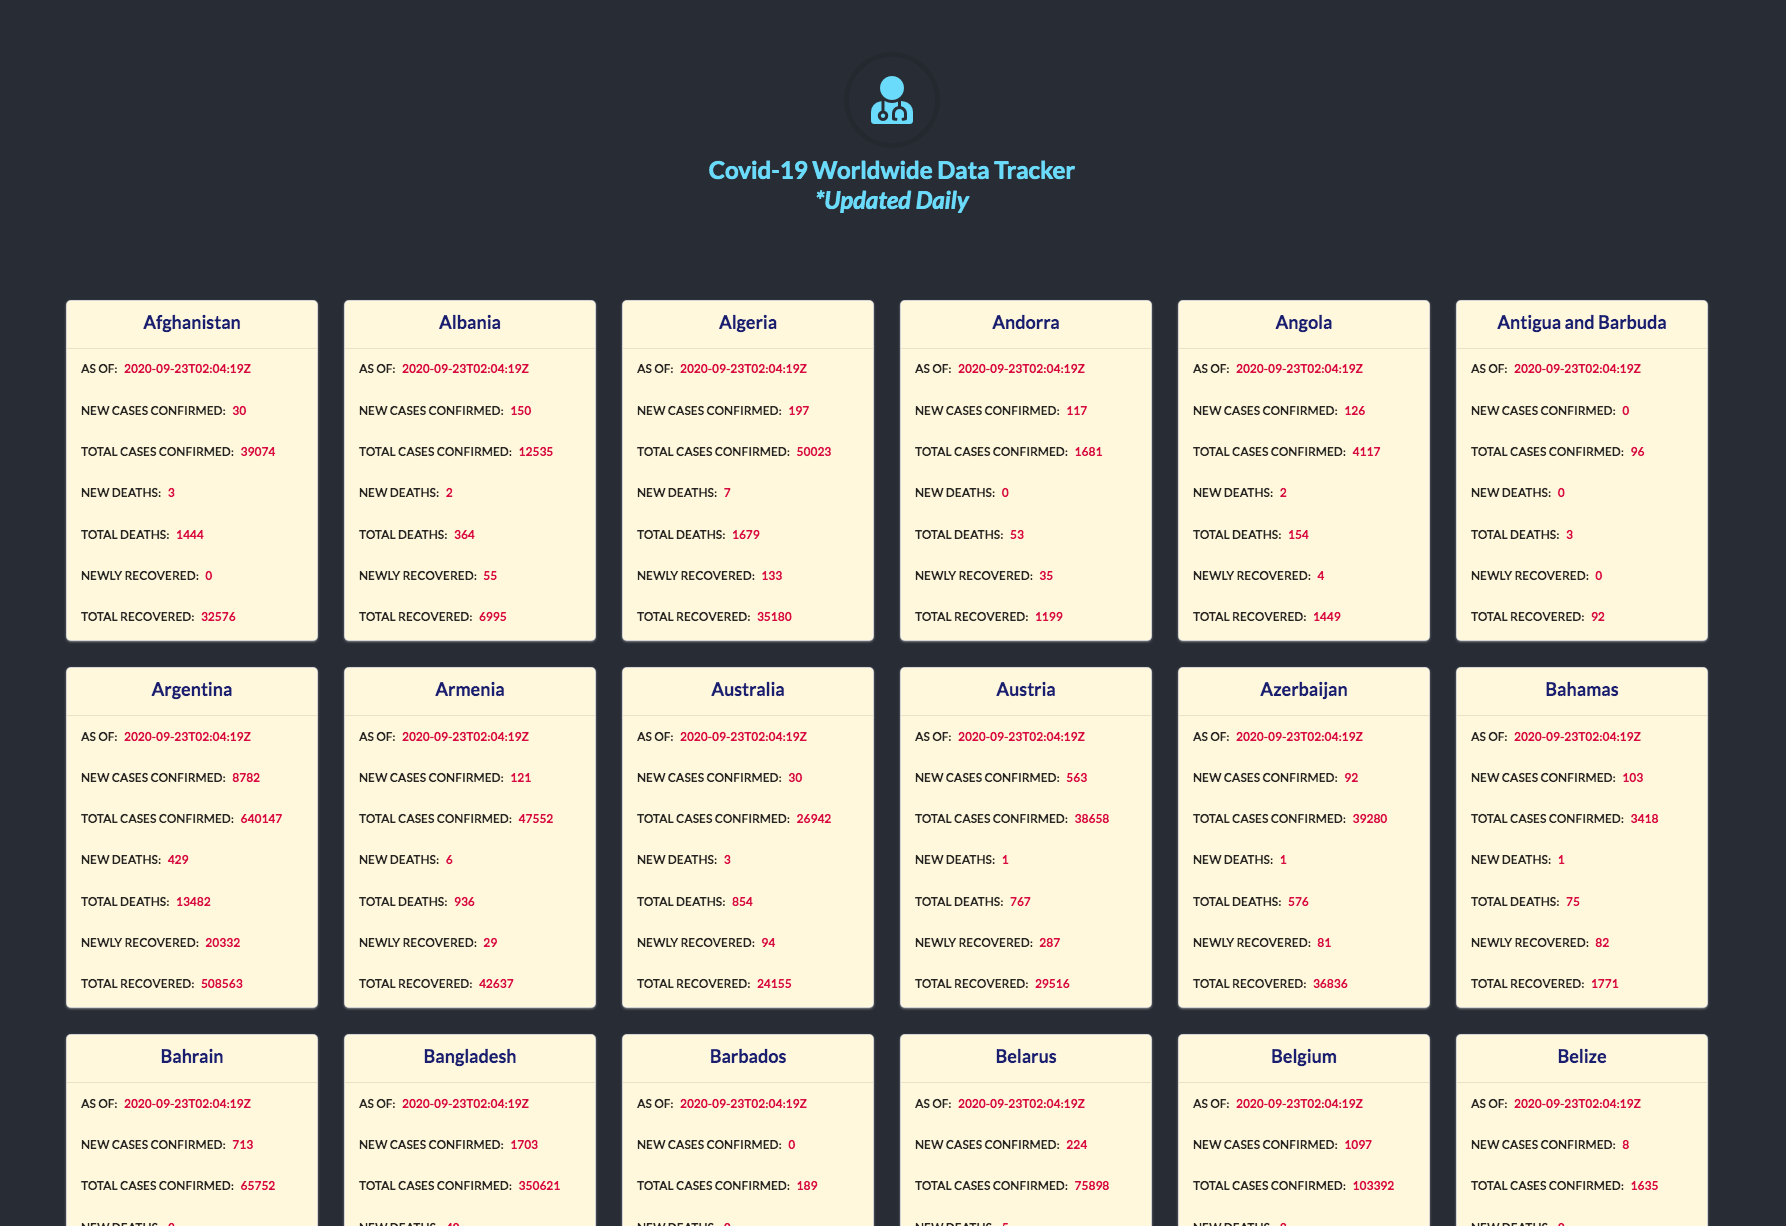 Covid-19 Worldwide Data Tracker
*Updated Daily
Afghanistan
AS OF: 2020-09-23T02:04:19Z
NEW CASES CONFIRMED: 30
TOTAL CASES CONFIRMED: 39074
NEW DEATHS: 3
TOTAL DEATHS: 1444
NEWLY RECOVERED: 0
TOTAL RECOVERED: 32576
Albania
AS OF: 2020-09-23T02:04:19Z
NEW CASES CONFIRMED: 150
TOTAL CASES CONFIRMED: 12535
NEW DEATHS: 2
TOTAL DEATHS: 364
NEWLY RECOVERED: 55
TOTAL RECOVERED: 6995
Algeria
AS OF: 2020-09-23T02:04:19Z
NEW CASES CONFIRMED: 197
TOTAL CASES CONFIRMED: 50023
NEW DEATHS: 7
TOTAL DEATHS: 1679
NEWLY RECOVERED: 133
TOTAL RECOVERED: 35180
Andorra
AS OF: 2020-09-23T02:04:19Z
NEW CASES CONFIRMED: 117
TOTAL CASES CONFIRMED: 1681
NEW DEATHS: 0
TOTAL DEATHS: 53
NEWLY RECOVERED: 35
TOTAL RECOVERED: 1199
Angola
AS OF: 2020-09-23T02:04:19Z
NEW CASES CONFIRMED: 126
TOTAL CASES CONFIRMED: 4117
NEW DEATHS: 2
TOTAL DEATHS: 154
NEWLY RECOVERED: 4
TOTAL RECOVERED: 1449
Antigua and Barbuda
AS OF: 2020-09-23T02:04:19Z
NEW CASES CONFIRMED: 0
TOTAL CASES CONFIRMED: 96
NEW DEATHS: 0
TOTAL DEATHS: 3
NEWLY RECOVERED: 0
TOTAL RECOVERED: 92
Argentina
AS OF: 2020-09-23T02:04:19Z
NEW CASES CONFIRMED: 8782
TOTAL CASES CONFIRMED: 640147
NEW DEATHS: 429
TOTAL DEATHS: 13482
NEWLY RECOVERED: 20332
TOTAL RECOVERED: 508563
Armenia
AS OF: 2020-09-23T02:04:19Z
NEW CASES CONFIRMED: 121
TOTAL CASES CONFIRMED: 47552
NEW DEATHS: 6
TOTAL DEATHS: 936
NEWLY RECOVERED: 29
TOTAL RECOVERED: 42637
Australia
AS OF: 2020-09-23T02:04:19Z
NEW CASES CONFIRMED: 30
TOTAL CASES CONFIRMED: 26942
NEW DEATHS: 3
TOTAL DEATHS: 854
NEWLY RECOVERED: 94
TOTAL RECOVERED: 24155
Austria
AS OF: 2020-09-23T02:04:19Z
NEW CASES CONFIRMED: 563
TOTAL CASES CONFIRMED: 38658
NEW DEATHS: 1
TOTAL DEATHS: 767
NEWLY RECOVERED: 287
TOTAL RECOVERED: 29516
Azerbaijan
AS OF: 2020-09-23T02:04:19Z
NEW CASES CONFIRMED: 92
TOTAL CASES CONFIRMED: 39280
NEW DEATHS: 1
TOTAL DEATHS: 576
NEWLY RECOVERED: 81
TOTAL RECOVERED: 36836
Bahamas
AS OF: 2020-09-23T02:04:19Z
NEW CASES CONFIRMED: 103
TOTAL CASES CONFIRMED: 3418
NEW DEATHS: 1
TOTAL DEATHS: 75
NEWLY RECOVERED: 82
TOTAL RECOVERED: 1771
Bahrain
AS OF: 2020-09-23T02:04:19Z
NEW CASES CONFIRMED: 713
TOTAL CASES CONFIRMED: 65752
NEW DEATHS:
Bangladesh
AS OF: 2020-09-23T02:04:19Z
NEW CASES CONFIRMED: 1703
TOTAL CASES CONFIRMED: 350621
NEW DEATHS:
Barbados
AS OF: 2020-09-23T02:04:19Z
NEW CASES CONFIRMED: 0
TOTAL CASES CONFIRMED: 189
NEW DEATHS:
Belarus
AS OF: 2020-09-23T02:04:19Z
NEW CASES CONFIRMED: 224
TOTAL CASES CONFIRMED: 75898
NEW DEATHS:
Belgium
AS OF: 2020-09-23T02:04:19Z
NEW CASES CONFIRMED: 1097
TOTAL CASES CONFIRMED: 103392
NEW DEATHS:
Belize
AS OF: 2020-09-23T02:04:19Z
NEW CASES CONFIRMED: 8
TOTAL CASES CONFIRMED: 1635
NEW DEATHS: